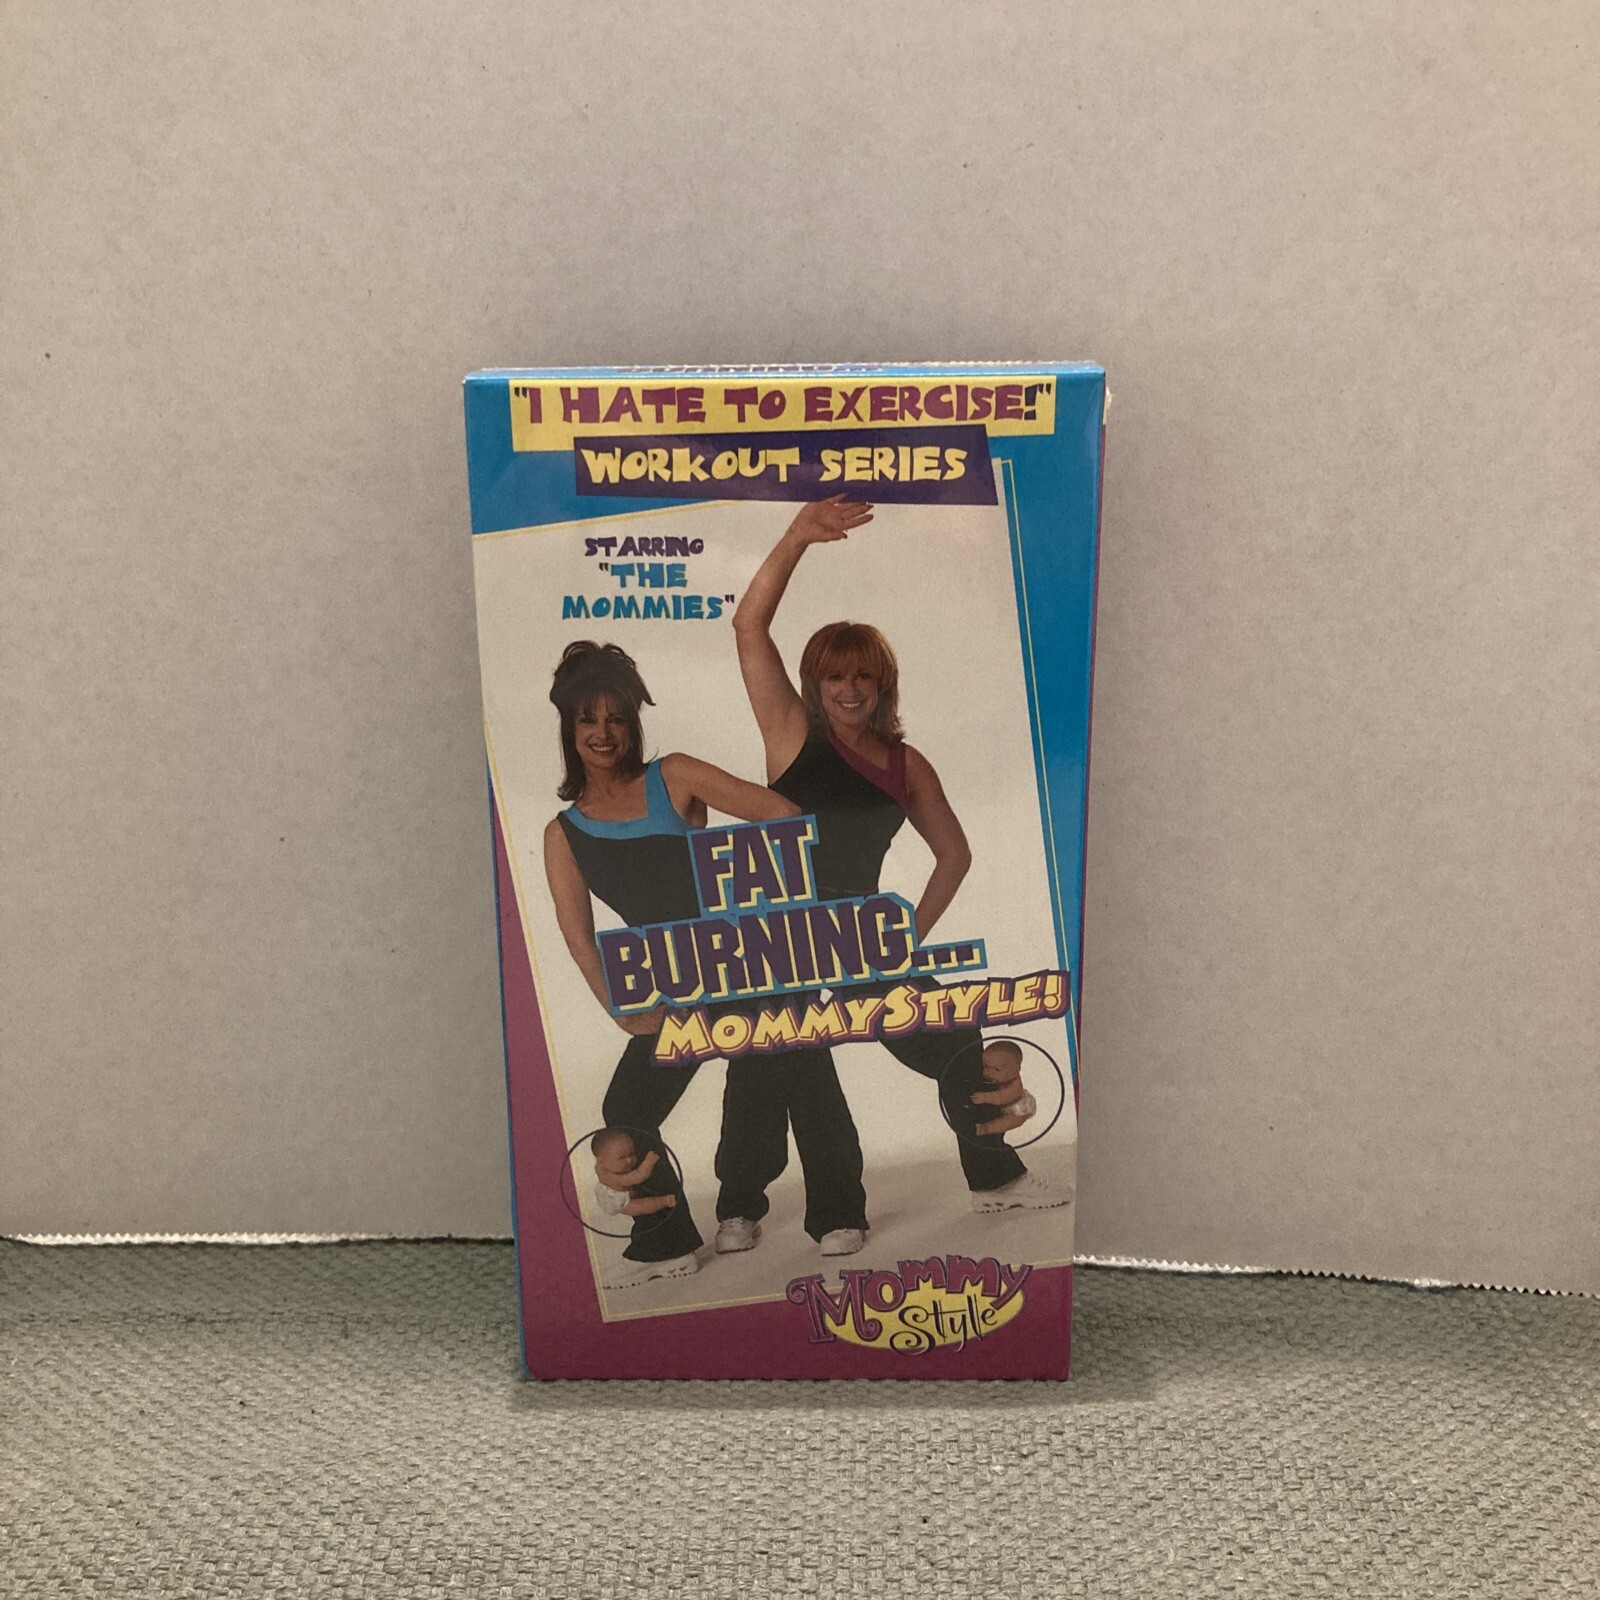 "I HATE TO EXERCISE!"
WORKOUT SERIES
STARRING
"THE
MOMMIES"
FAT
BURNING...
MOMMYSTYLE!
Mommy
Style